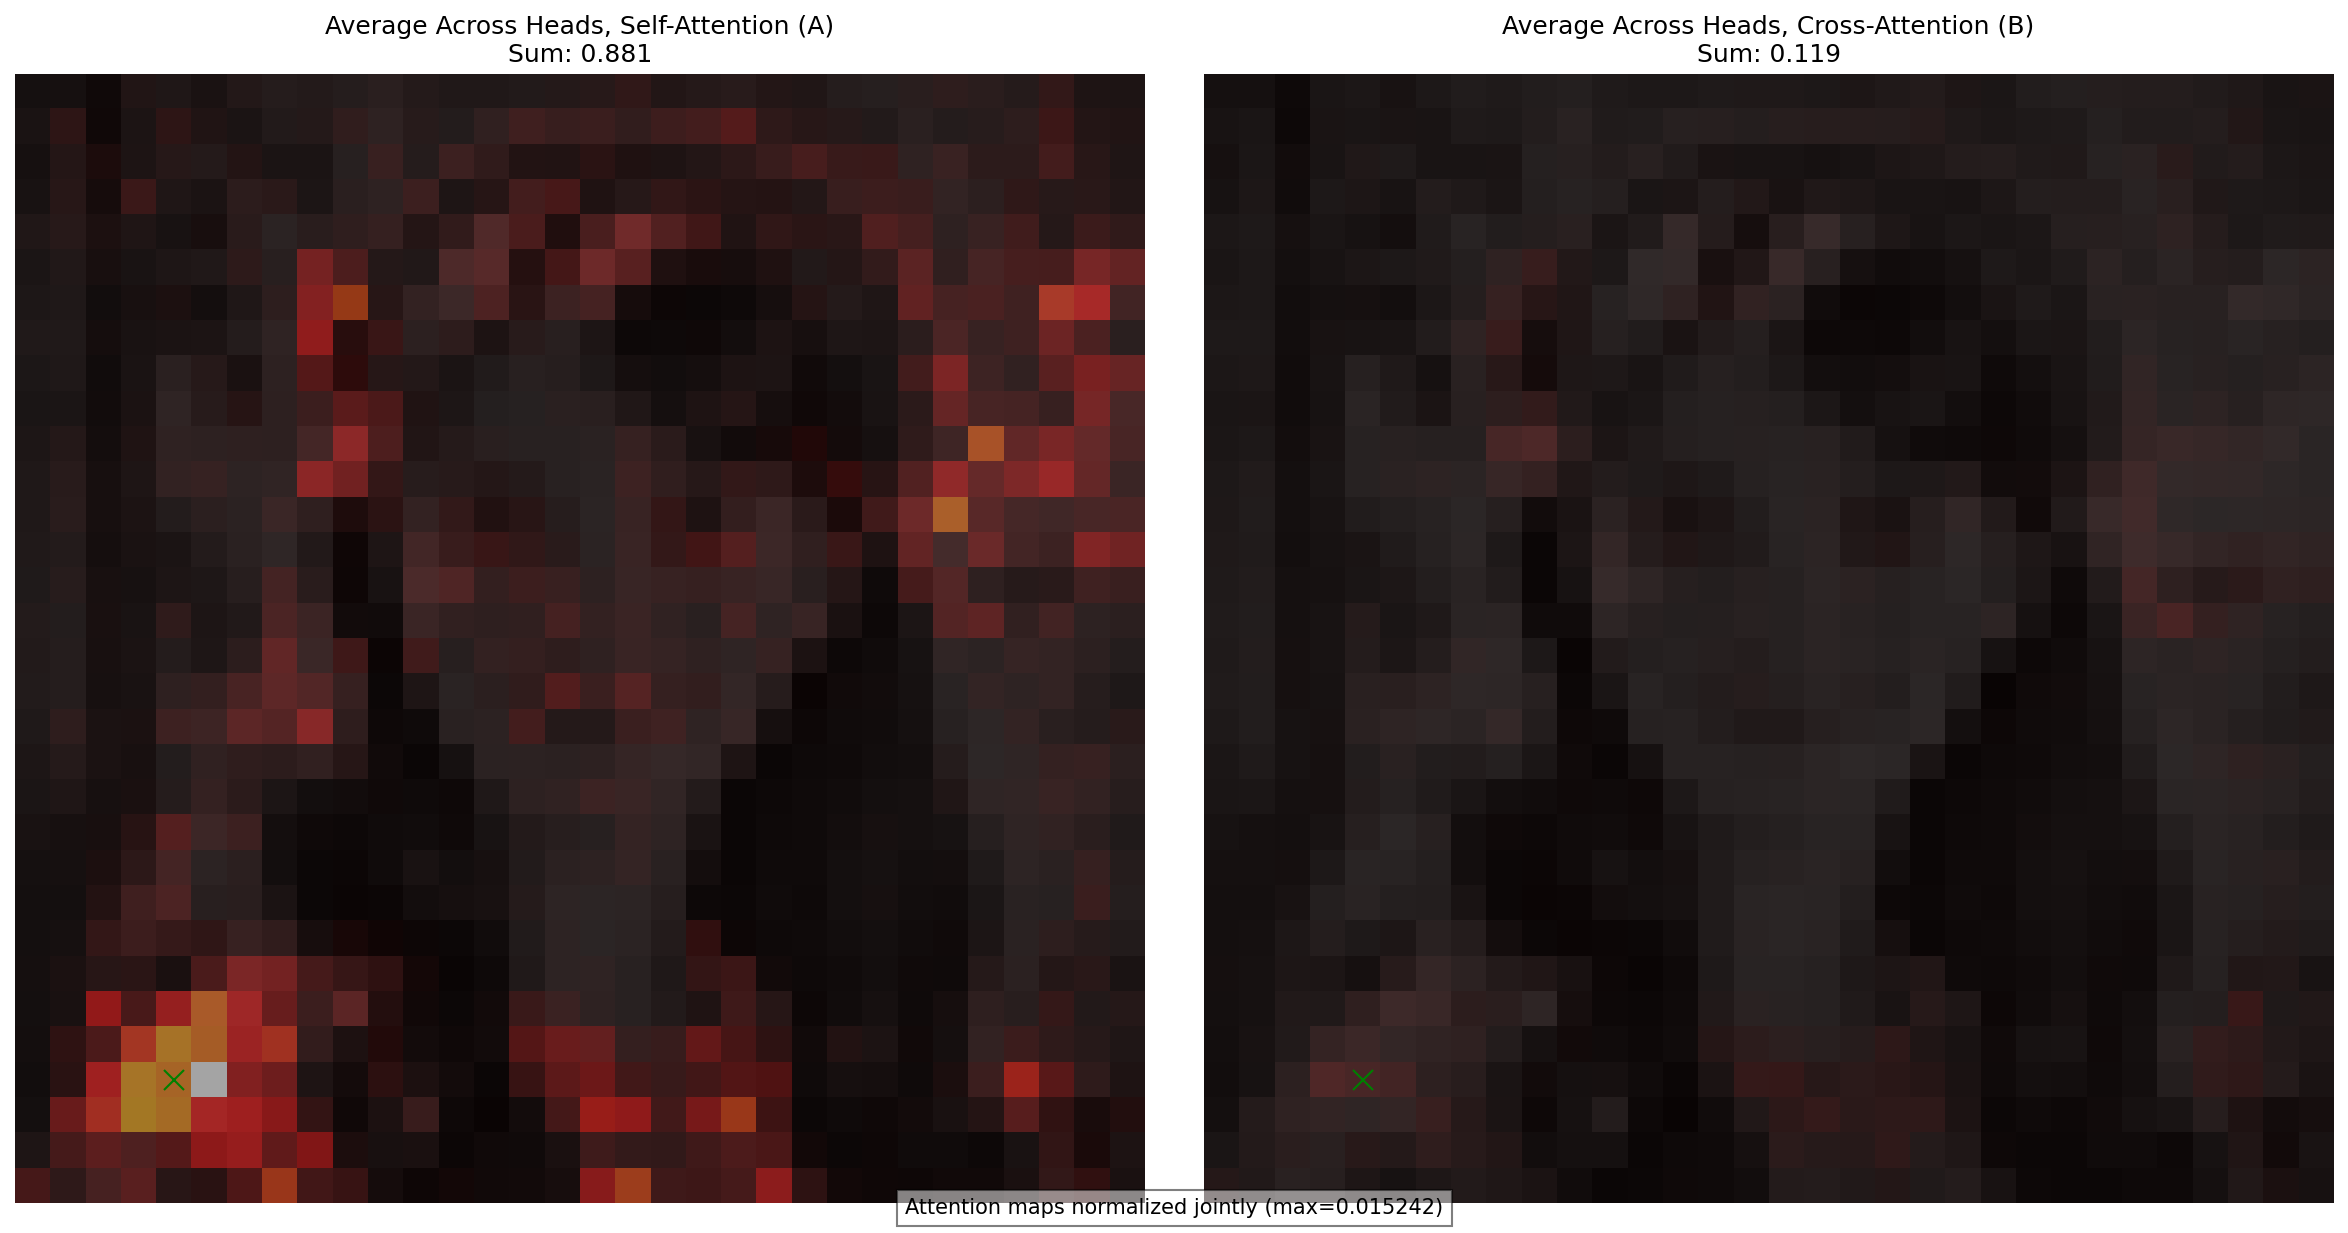 Average Across Heads, Self-Attention (A)
Sum: 0.881
Average Across Heads, Cross-Attention (B)
Sum: 0.119
Attention maps normalized jointly (max=0.015242)